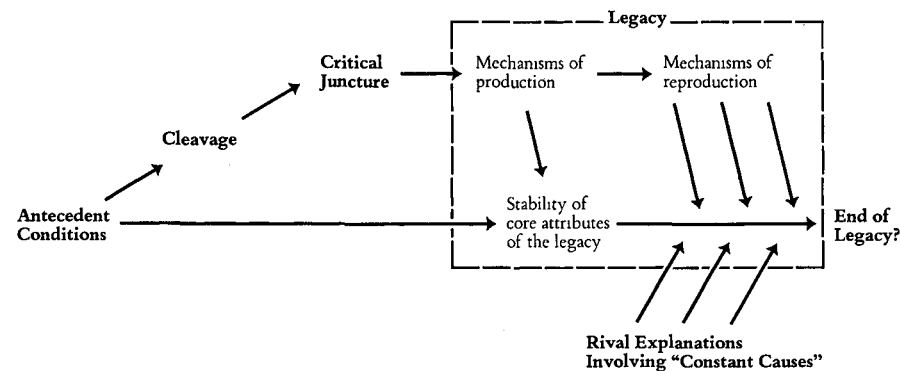 Legacy
Critical
Juncture
Mechanisms of
production
Mechanisms of
reproduction
Cleavage
Antecedent
Conditions
Stability of
core attributes
of the legacy
End of
Legacy?
Rival Explanations
Involving “Constant Causes”